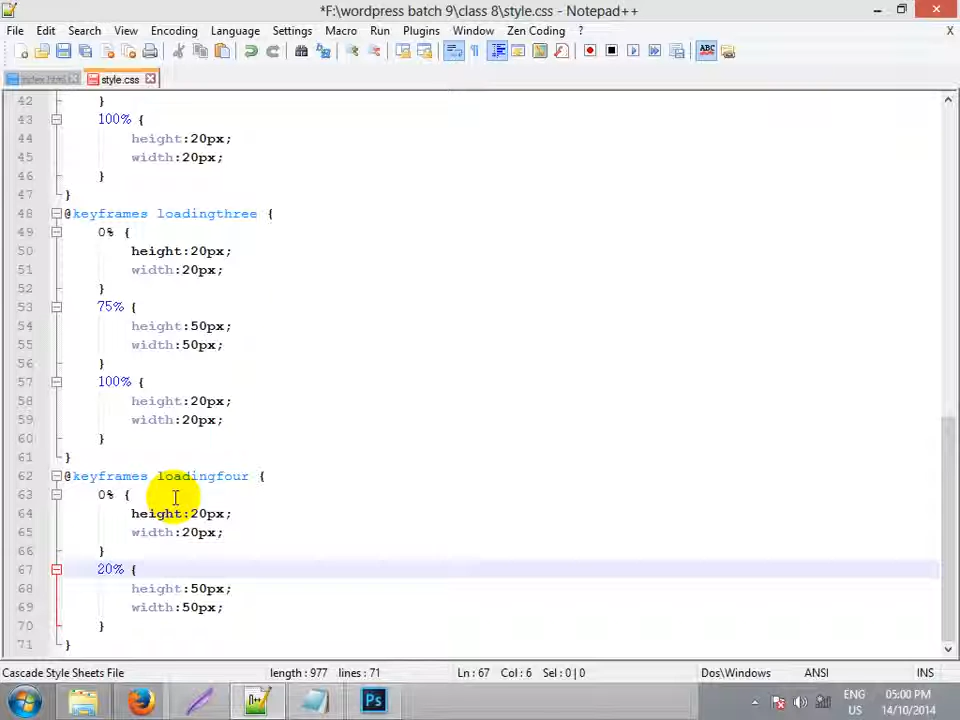 *F:\wordpress batch 9\class 8\style.css - Notepad++
File Edit Search View Encoding Language Settings Macro Run Plugins Window Zen Coding ? X
index.html style.css
42 }
43 100% {
44 height:20px;
45 width:20px;
46 }
47 }
48 @keyframes loadingthree {
49 0% {
50 height:20px;
51 width:20px;
52 }
53 75% {
54 height:50px;
55 width:50px;
56 }
57 100% {
58 height:20px;
59 width:20px;
60 }
61 }
62 @keyframes loadingfour {
63 0% {
64 height:20px;
65 width:20px;
66 }
67 20% {
68 height:50px;
69 width:50px;
70 }
71 }
Cascade Style Sheets File length : 977 lines : 71 Ln : 67 Col : 6 Sel : 0 | 0 Dos\Windows ANSI INS
ENG 05:00 PM
US 14/10/2014